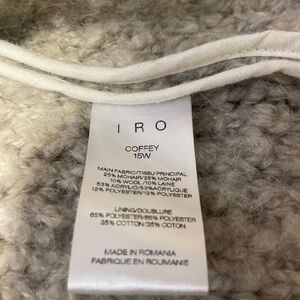 IRO
COFFEY
15W
MAIN FABRIC/TISSU PRINCIPAL
25% MOHAIR/25% MOHAIR
10% WOOL/10% LAINE
53% ACRYLIC/53%ACRYLIQUE
12% POLYESTER/12% POLYESTER
LINING/DOUBLURE
65% POLYESTER/65% POLYESTER
35% COTON/35% COTON
MADE IN ROMANIA
FABRIQUE EN ROUMANIE